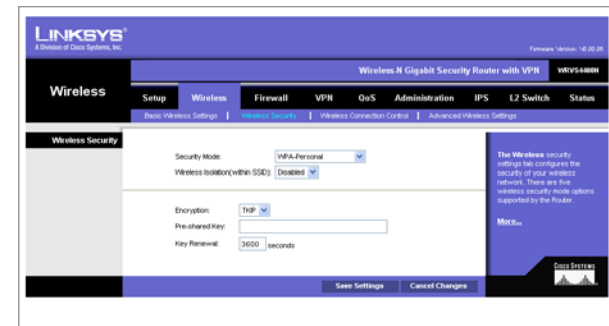 LINKSYS®
A Division of Cisco Systems, Inc.
Firmware Version: V0.00.28
Wireless-N Gigabit Security Router with VPN WRVS4400N
Wireless
Setup Wireless Firewall VPN QoS Administration IPS L2 Switch Status
Basic Wireless Settings | Wireless Security | Wireless Connection Control | Advanced Wireless Settings
Wireless Security
Security Mode: WPA-Personal
Wireless Isolation(within SSID): Disabled
Encryption: TKIP
Pre-shared Key:
Key Renewal: 3600 seconds
The Wireless security
settings tab configures the
security of your wireless
network. There are five
wireless security mode options
supported by the Router.
More...
Save Settings Cancel Changes
CISCO SYSTEMS